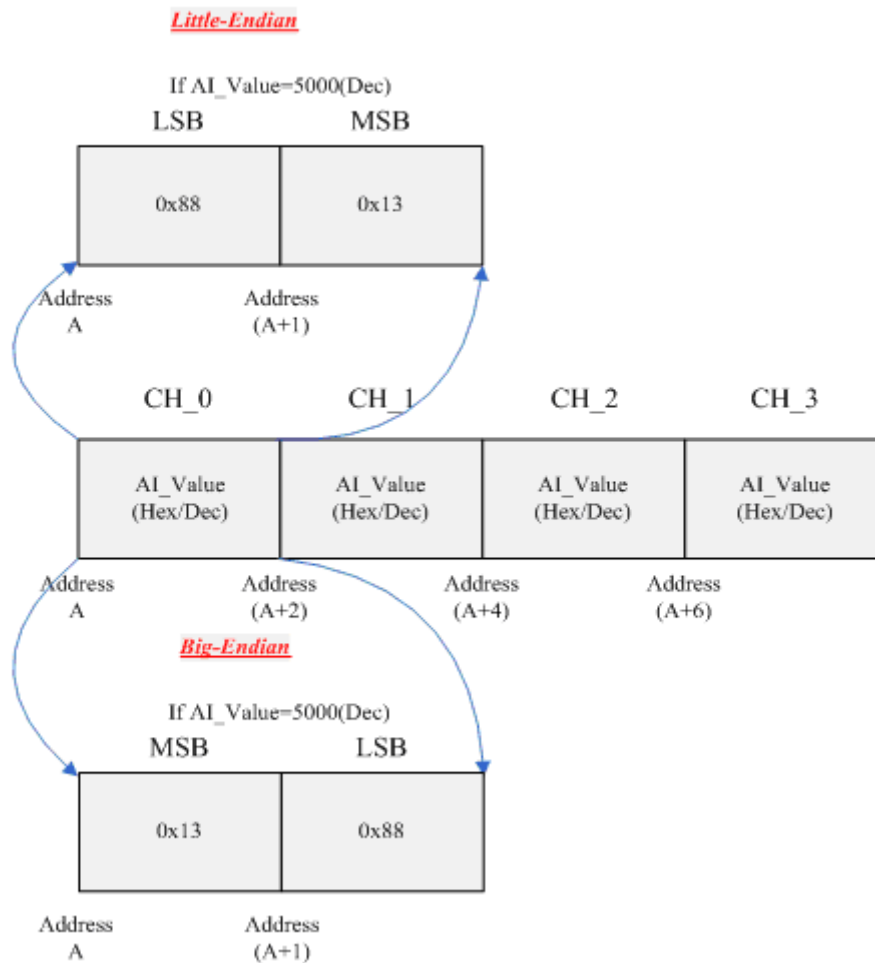 Little-Endian
If AI_Value=5000(Dec)
LSB MSB
0x88 0x13
Address Address
A (A+1)
CH_0 CH_1 CH_2 CH_3
AI_Value AI_Value AI_Value AI_Value
(Hex/Dec) (Hex/Dec) (Hex/Dec) (Hex/Dec)
Address Address Address Address
A (A+2) (A+4) (A+6)
Big-Endian
If AI_Value=5000(Dec)
MSB LSB
0x13 0x88
Address Address
A (A+1)